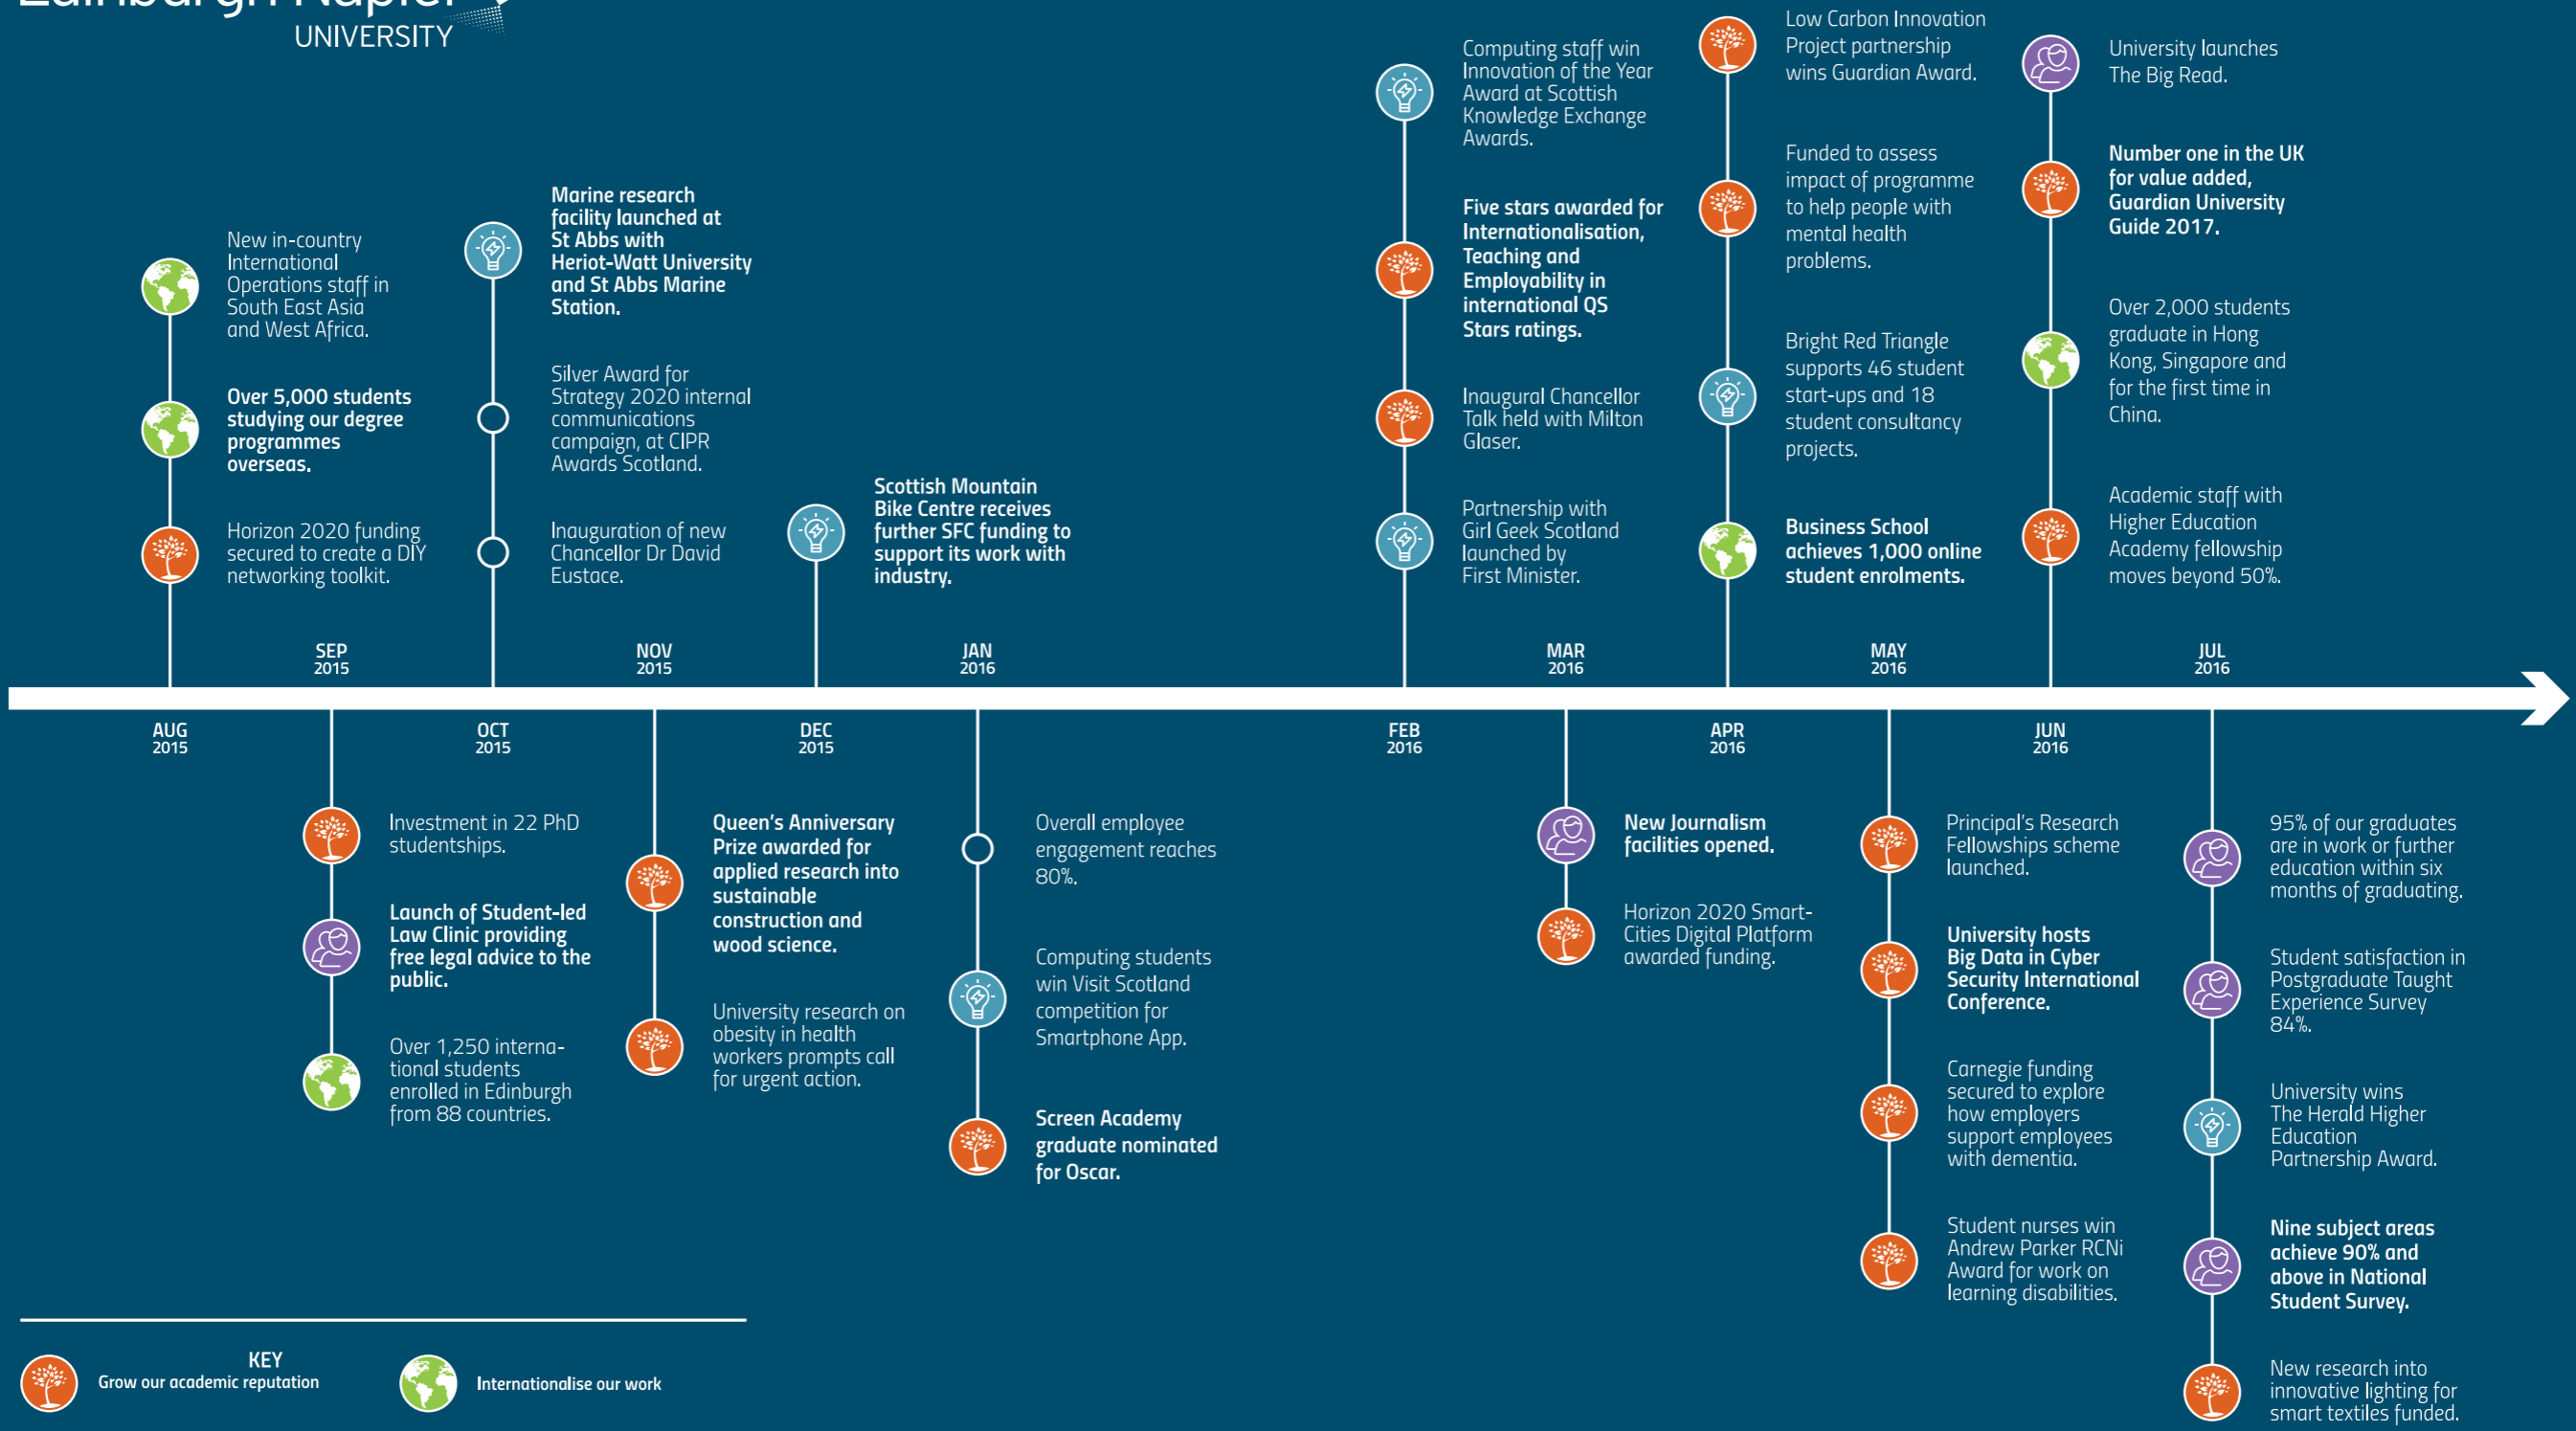 Edinburgh Napier
UNIVERSITY
New in-country
International
Operations staff in
South East Asia
and West Africa.
Over 5,000 students
studying our degree
programmes
overseas.
Horizon 2020 funding
secured to create a DIY
networking toolkit.
Marine research
facility launched at
St Abbs with
Heriot-Watt University
and St Abbs Marine
Station.
Silver Award for
Strategy 2020 internal
communications
campaign, at CIPR
Awards Scotland.
Inauguration of new
Chancellor Dr David
Eustace.
Scottish Mountain
Bike Centre receives
further SFC funding to
support its work with
industry.
Computing staff win
Innovation of the Year
Award at Scottish
Knowledge Exchange
Awards.
Five stars awarded for
Internationalisation,
Teaching and
Employability in
international QS
Stars ratings.
Inaugural Chancellor
Talk held with Milton
Glaser.
Partnership with
Girl Geek Scotland
launched by
First Minister.
Low Carbon Innovation
Project partnership
wins Guardian Award.
Funded to assess
impact of programme
to help people with
mental health
problems.
Bright Red Triangle
supports 46 student
start-ups and 18
student consultancy
projects.
Business School
achieves 1,000 online
student enrolments.
University launches
The Big Read.
Number one in the UK
for value added,
Guardian University
Guide 2017.
Over 2,000 students
graduate in Hong
Kong, Singapore and
for the first time in
China.
Academic staff with
Higher Education
Academy fellowship
moves beyond 50%.
SEP
2015
NOV
2015
JAN
2016
MAR
2016
MAY
2016
JUL
2016
AUG
2015
OCT
2015
DEC
2015
FEB
2016
APR
2016
JUN
2016
Investment in 22 PhD
studentships.
Launch of Student-led
Law Clinic providing
free legal advice to the
public.
Over 1,250 interna-
tional students
enrolled in Edinburgh
from 88 countries.
Queen's Anniversary
Prize awarded for
applied research into
sustainable
construction and
wood science.
University research on
obesity in health
workers prompts call
for urgent action.
Overall employee
engagement reaches
80%.
Computing students
win Visit Scotland
competition for
Smartphone App.
Screen Academy
graduate nominated
for Oscar.
New Journalism
facilities opened.
Horizon 2020 Smart-
Cities Digital Platform
awarded funding.
Principal's Research
Fellowships scheme
launched.
University hosts
Big Data in Cyber
Security International
Conference.
Carnegie funding
secured to explore
how employers
support employees
with dementia.
Student nurses win
Andrew Parker RCNi
Award for work on
learning disabilities.
95% of our graduates
are in work or further
education within six
months of graduating.
Student satisfaction in
Postgraduate Taught
Experience Survey
84%.
University wins
The Herald Higher
Education
Partnership Award.
Nine subject areas
achieve 90% and
above in National
Student Survey.
New research into
innovative lighting for
smart textiles funded.
KEY
Grow our academic reputation
Internationalise our work